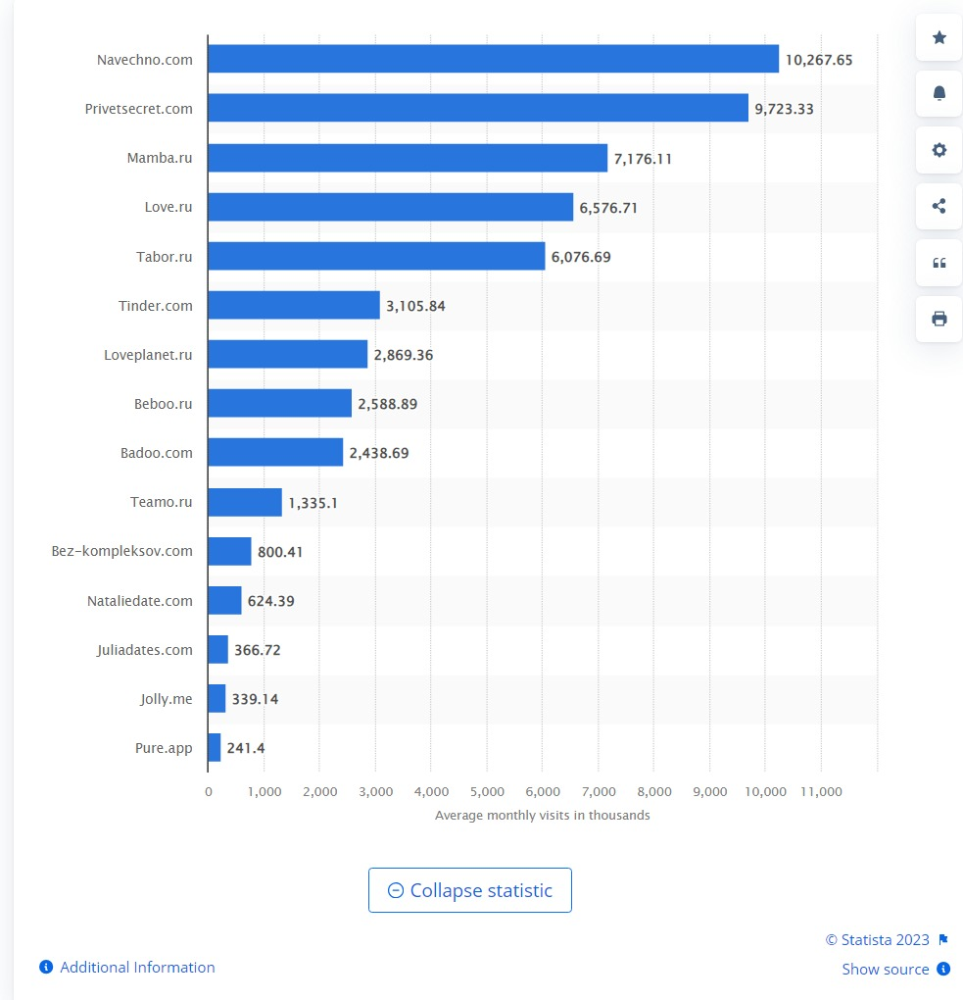 Navechno.com 10,267.65
Privetsecret.com 9,723.33
Mamba.ru 7,176.11
Love.ru 6,576.71
Tabor.ru 6,076.69
Tinder.com 3,105.84
Loveplanet.ru 2,869.36
Beboo.ru 2,588.89
Badoo.com 2,438.69
Teamo.ru 1,335.1
Bez-kompleksov.com 800.41
Nataliedate.com 624.39
Juliadates.com 366.72
Jolly.me 339.14
Pure.app 241.4
0 1,000 2,000 3,000 4,000 5,000 6,000 7,000 8,000 9,000 10,000 11,000
Average monthly visits in thousands
Collapse statistic
© Statista 2023
Additional Information
Show source